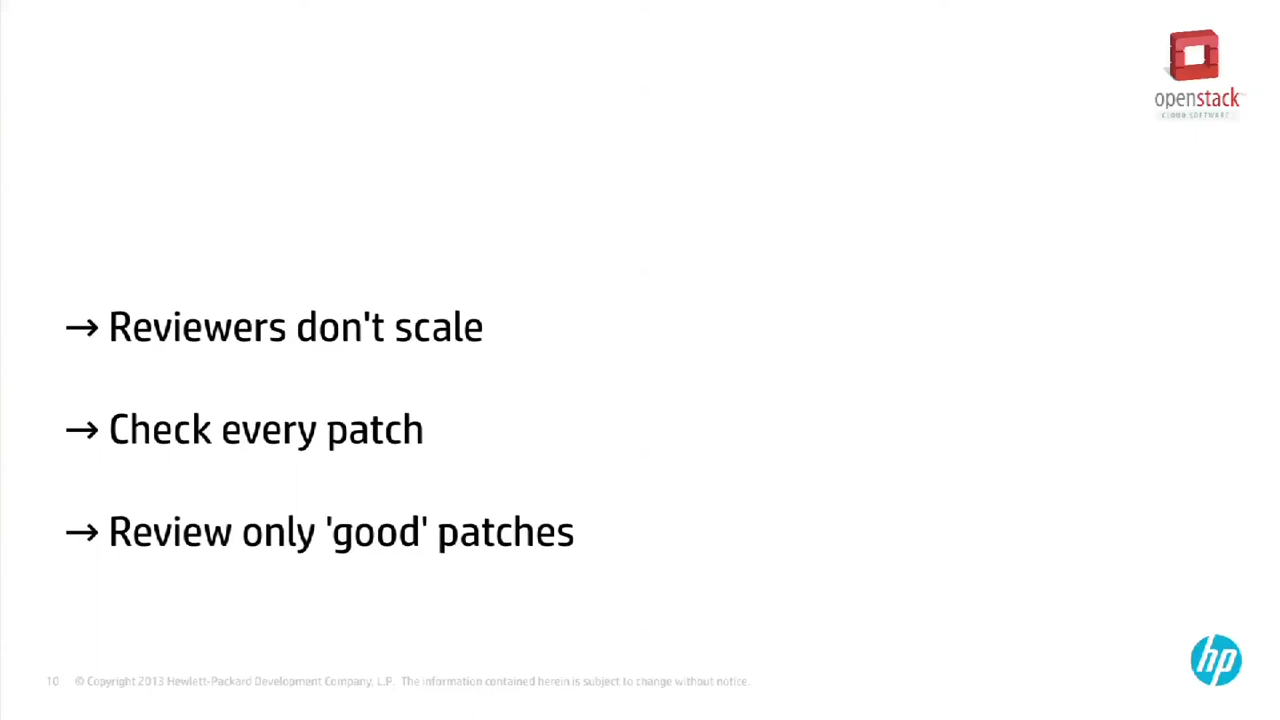 openstack
CLOUD SOFTWARE
→ Reviewers don't scale
→ Check every patch
→ Review only 'good' patches
hp
10 © Copyright 2013 Hewlett-Packard Development Company, L.P. The information contained herein is subject to change without notice.